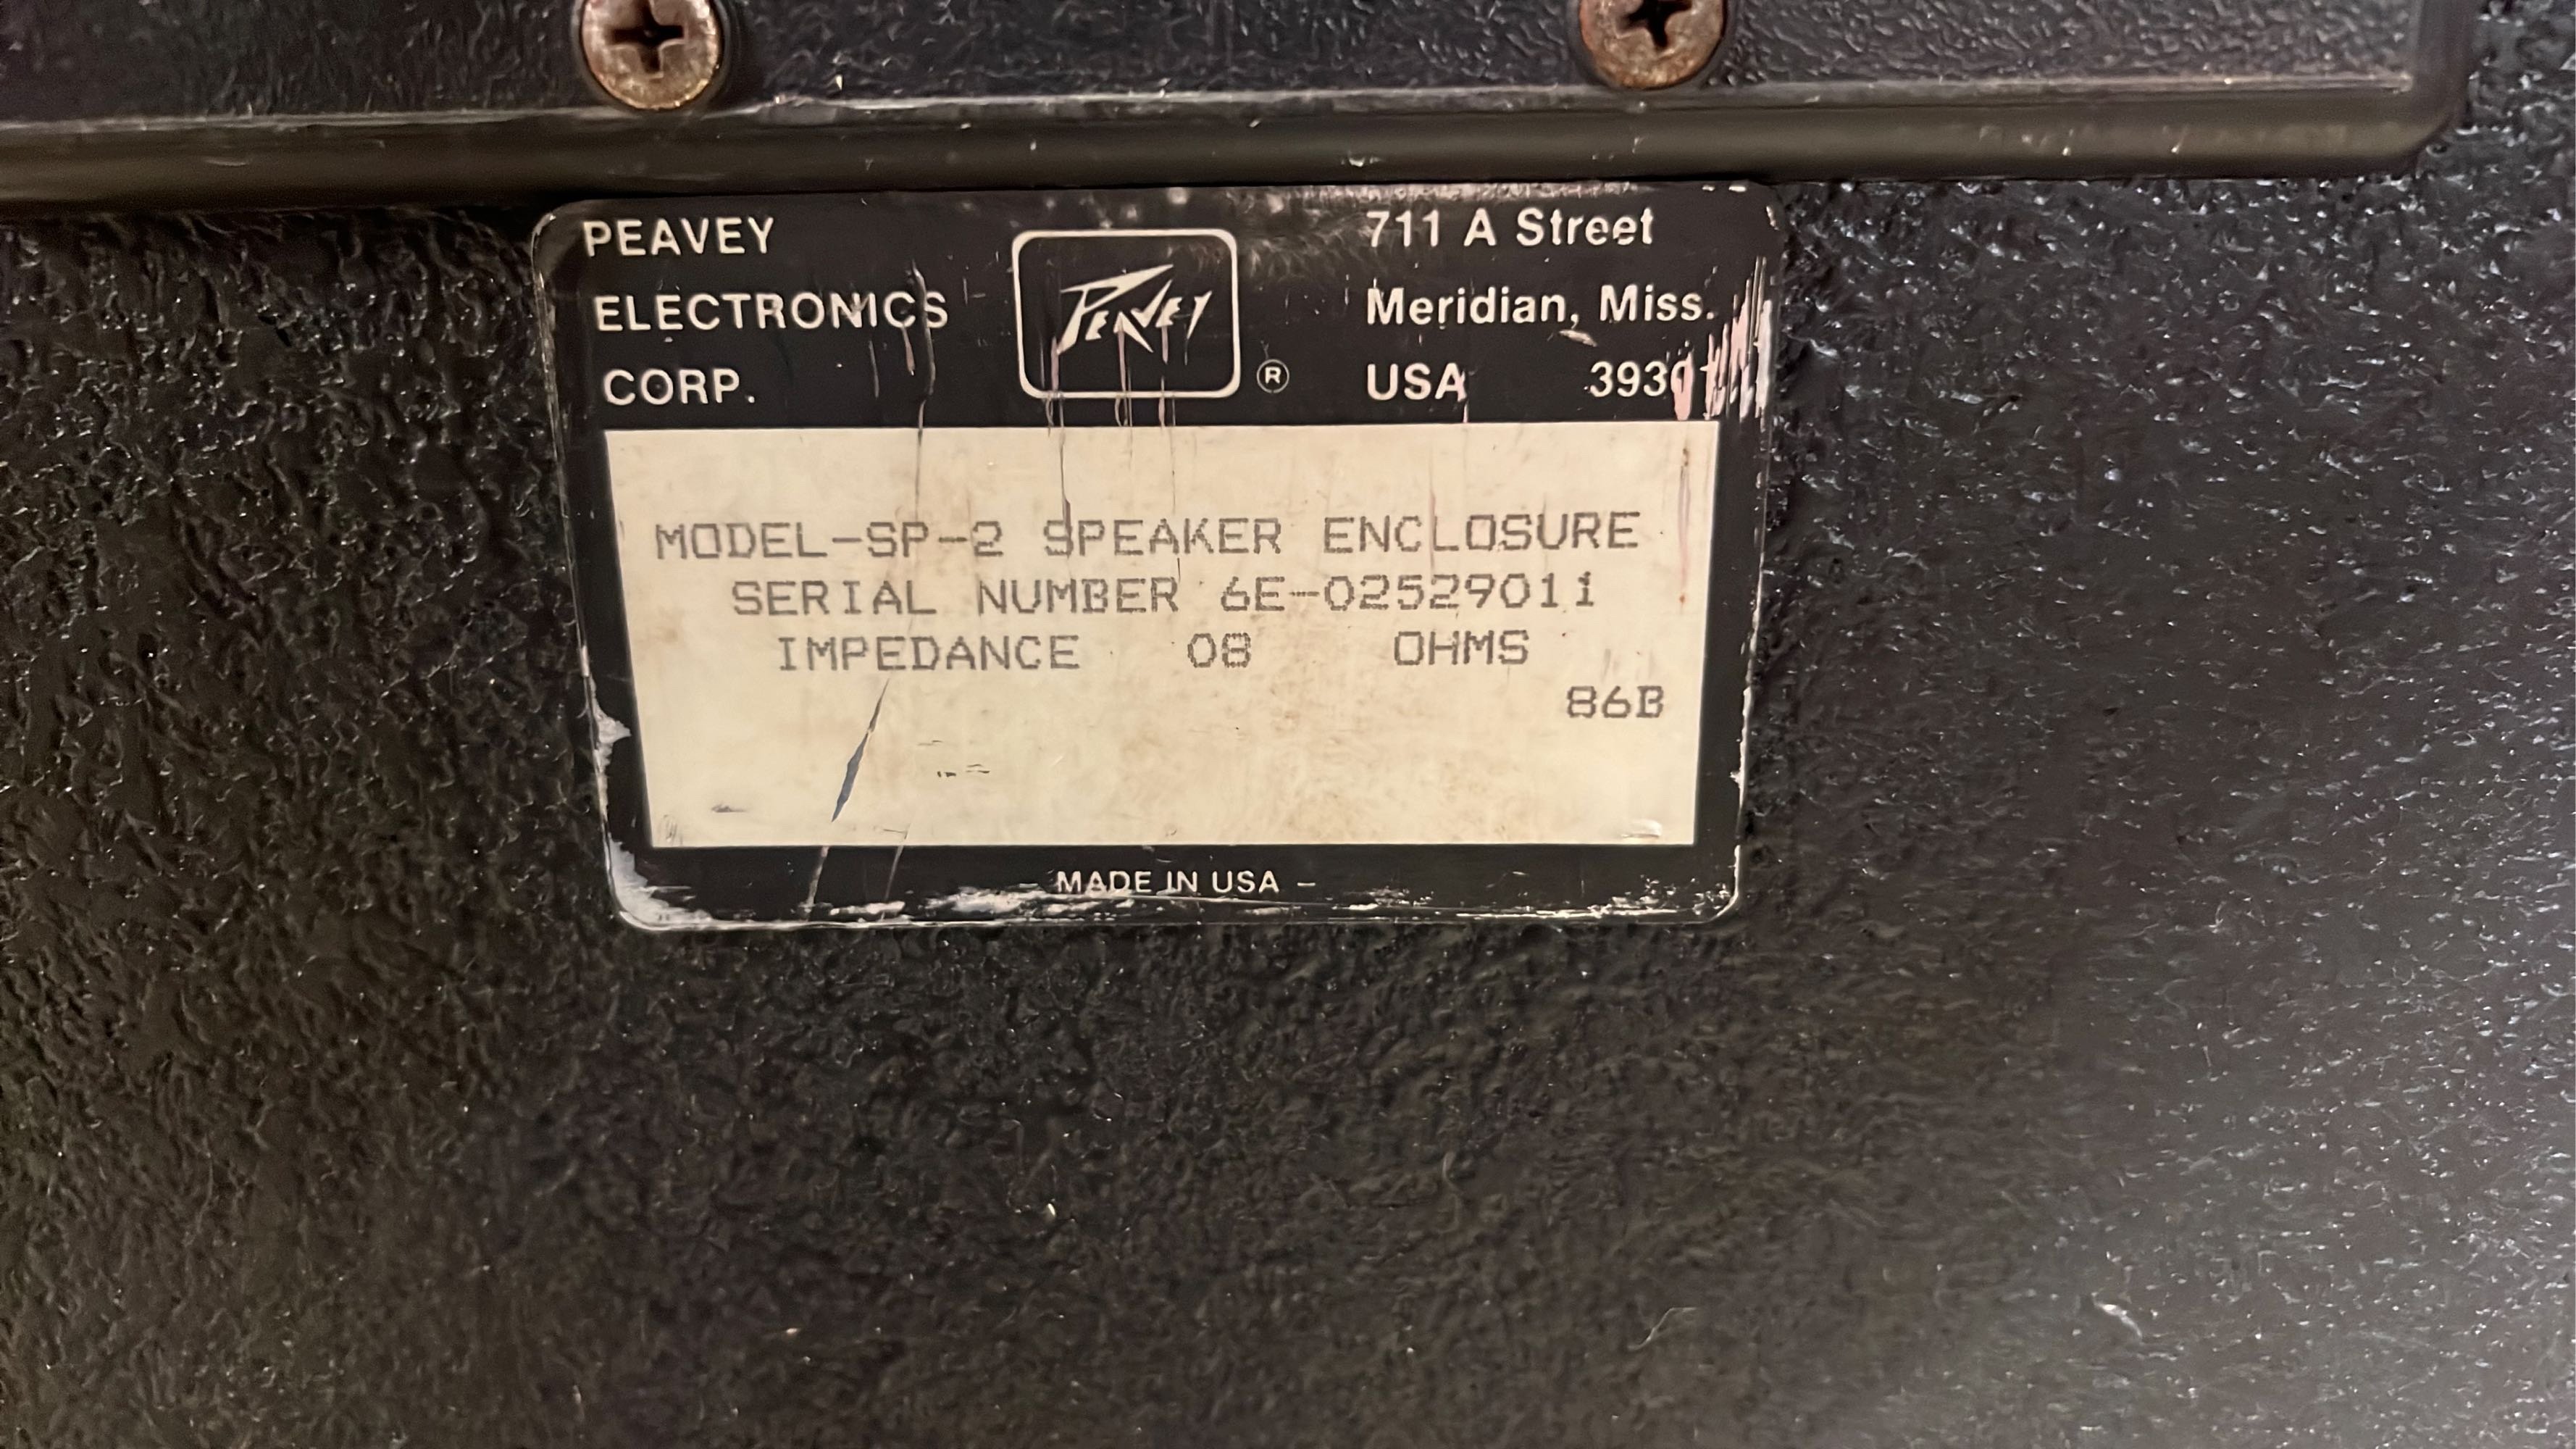 PEAVEY
ELECTRONICS
CORP.
PEAVEY
®
711 A Street
Meridian, Miss.
USA 39301
MODEL-SP-2 SPEAKER ENCLOSURE
SERIAL NUMBER 6E-02529011
IMPEDANCE 08 OHMS
86B
MADE IN USA